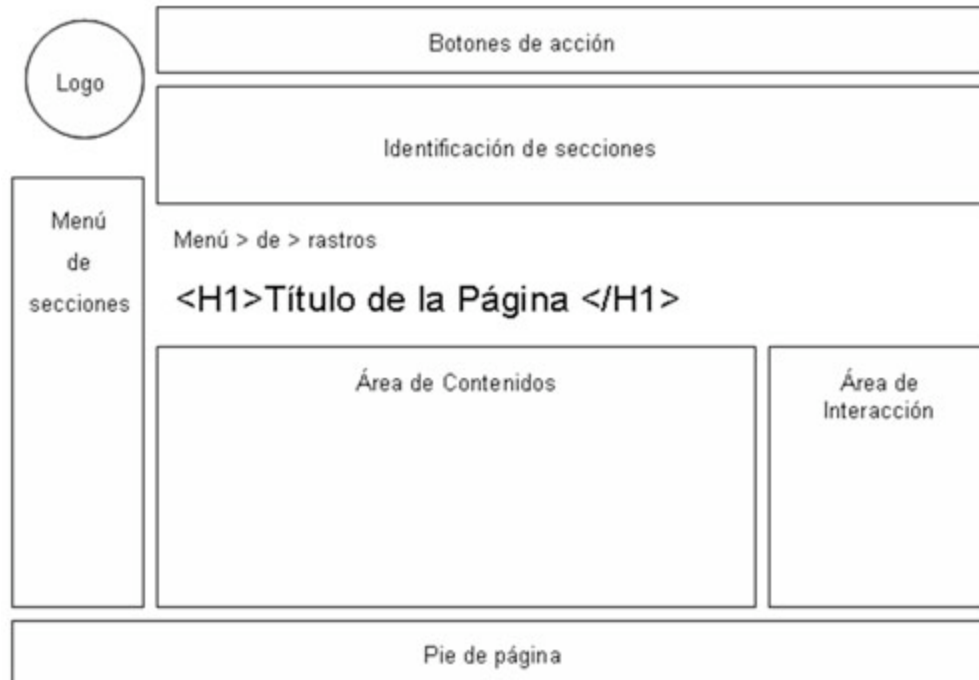 Logo
Botones de acción
Identificación de secciones
Menú
de
secciones
Menú > de > rastros
<H1>Título de la Página </H1>
Área de Contenidos
Área de
Interacción
Pie de página